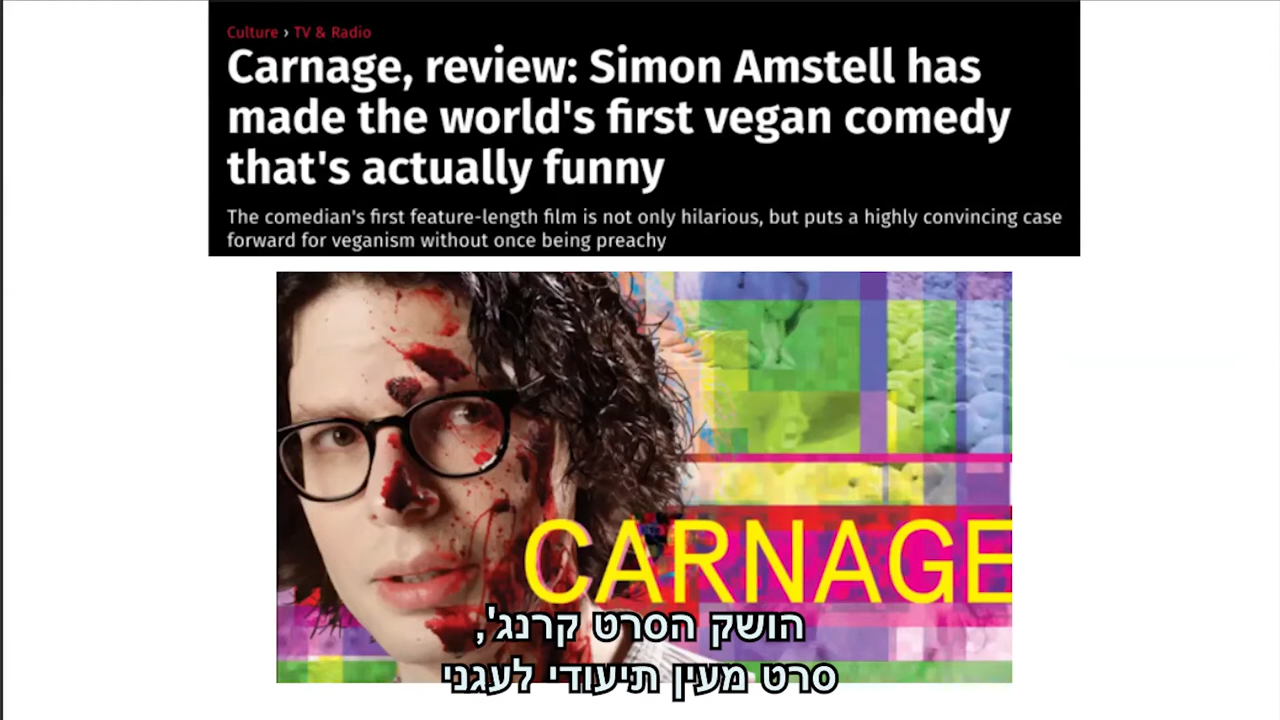 Culture › TV & Radio
Carnage, review: Simon Amstell has
made the world's first vegan comedy
that's actually funny
The comedian's first feature-length film is not only hilarious, but puts a highly convincing case
forward for veganism without once being preachy
CARNAGE
הושק הסרט קרנג',
סרט מעין תיעודי לעגני